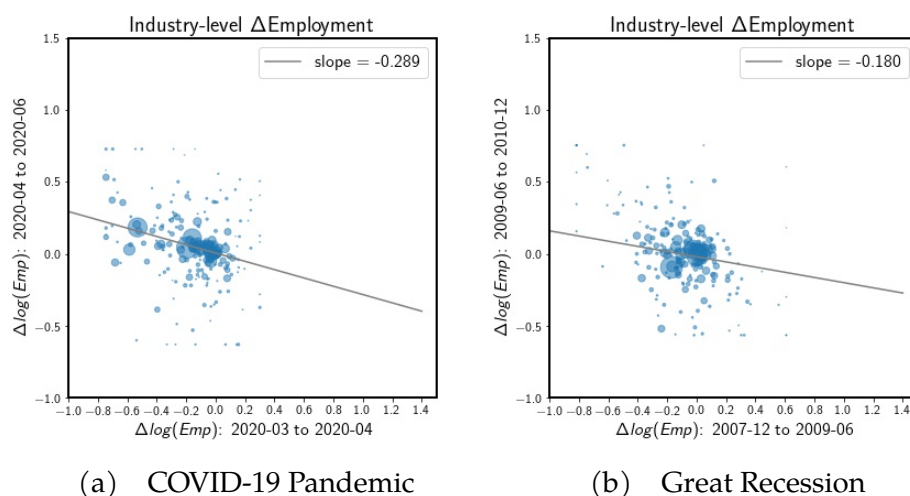 Industry-level ΔEmployment
1.5
1.0
0.5
0.0
−0.5
−1.0
−1.0 −0.8 −0.6 −0.4 −0.2 0.0 0.2 0.4 0.6 0.8 1.0 1.2 1.4
slope = -0.289
Δlog(Emp): 2020-04 to 2020-06
Δlog(Emp): 2020-03 to 2020-04
(a) COVID-19 Pandemic
Industry-level ΔEmployment
1.5
1.0
0.5
0.0
−0.5
−1.0
−1.0 −0.8 −0.6 −0.4 −0.2 0.0 0.2 0.4 0.6 0.8 1.0 1.2 1.4
slope = -0.180
Δlog(Emp): 2009-06 to 2010-12
Δlog(Emp): 2007-12 to 2009-06
(b) Great Recession